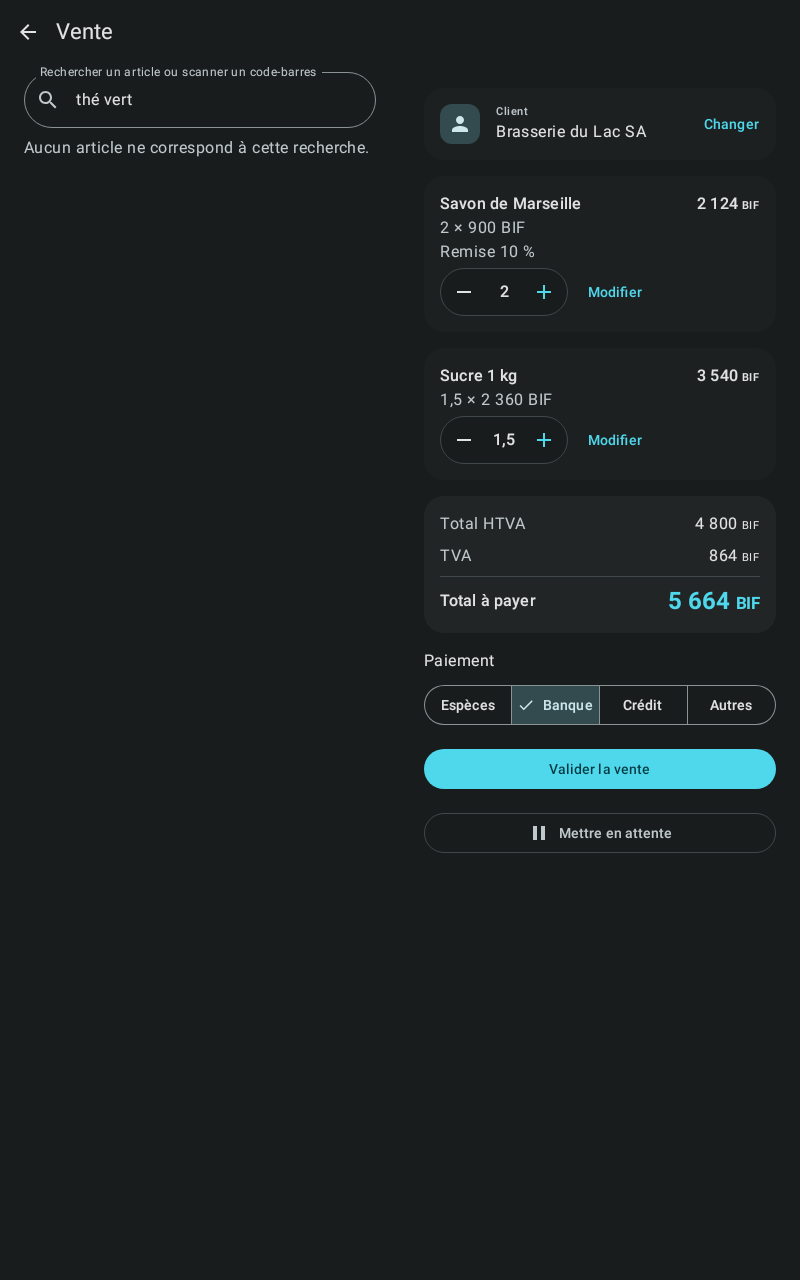 Vente
Rechercher un article ou scanner un code-barres
thé vert
Aucun article ne correspond à cette recherche.
Client
Brasserie du Lac SA
Changer
Savon de Marseille 2 124 BIF
2 × 900 BIF
Remise 10 %
2 Modifier
Sucre 1 kg 3 540 BIF
1,5 × 2 360 BIF
1,5 Modifier
Total HTVA 4 800 BIF
TVA 864 BIF
Total à payer 5 664 BIF
Paiement
Espèces Banque Crédit Autres
Valider la vente
Mettre en attente